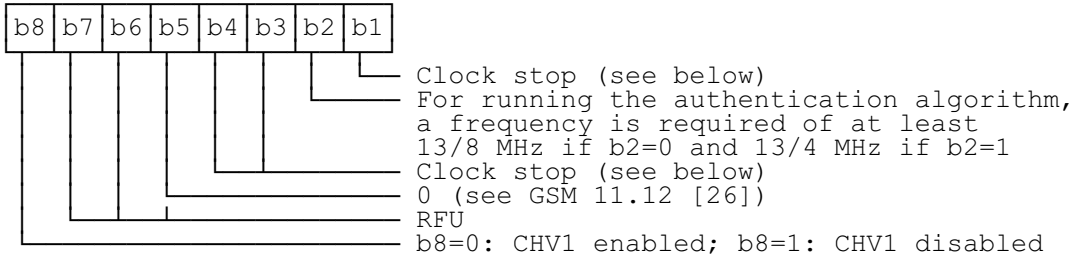 b8 b7 b6 b5 b4 b3 b2 b1
Clock stop (see below)
For running the authentication algorithm,
a frequency is required of at least
13/8 MHz if b2=0 and 13/4 MHz if b2=1
Clock stop (see below)
0 (see GSM 11.12 [26])
RFU
b8=0: CHV1 enabled; b8=1: CHV1 disabled